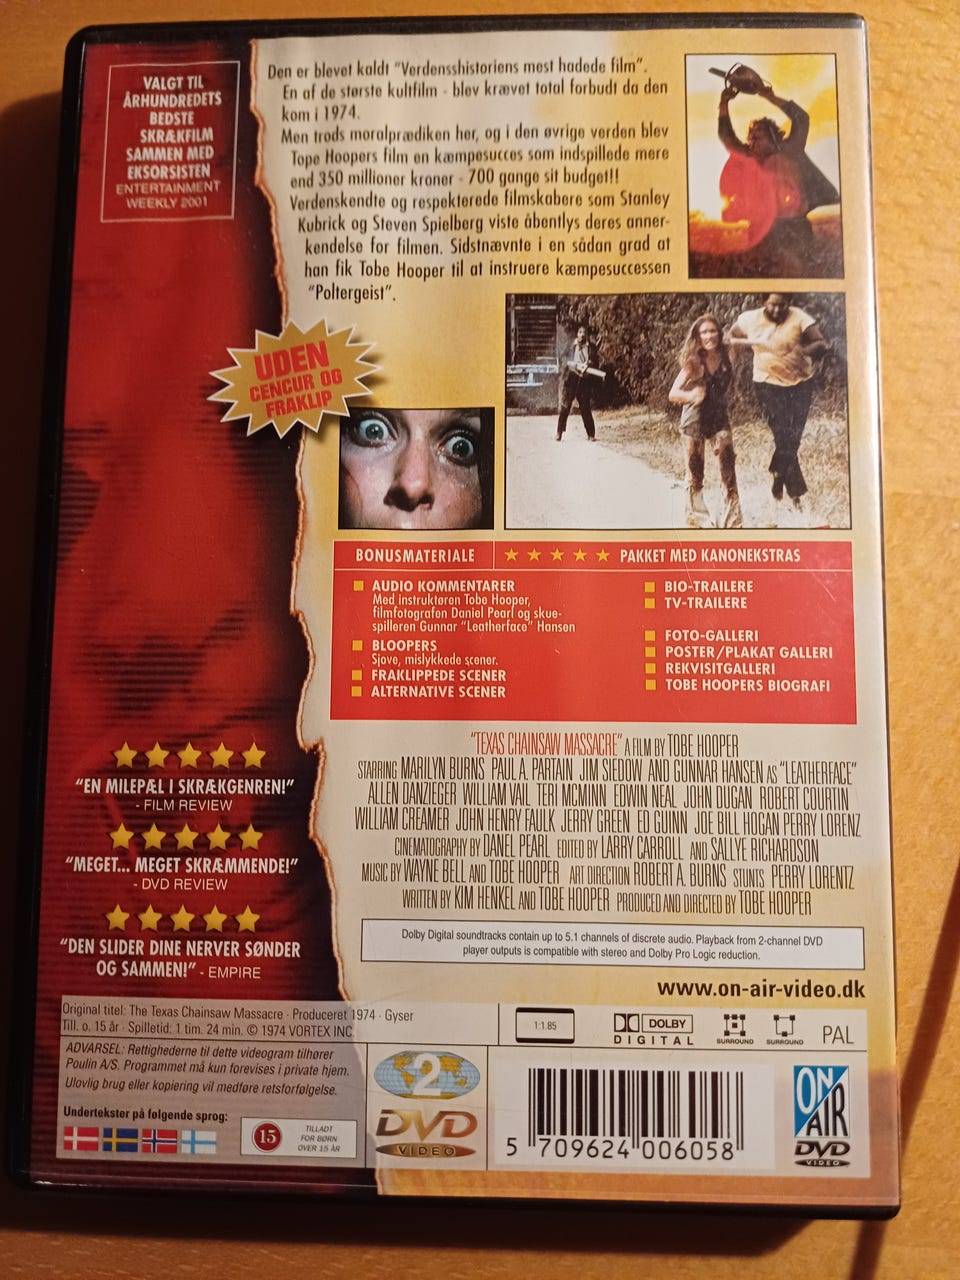 VALGT TIL
ÅRHUNDREDETS
BEDSTE
SKRÆKFILM
SAMMEN MED
EKSORSISTEN
ENTERTAINMENT
WEEKLY 2001
Den er blevet kaldt "Verdensshistoriens mest hadede film".
En af de største kultfilm - blev krævet total forbudt da den
kom i 1974.
Men trods moralprædiken her, og i den øvrige verden blev
Tope Hoopers film en kæmpesucces som indspillede mere
end 350 millioner kroner - 700 gange sit budget!!
Verdenskendte og respekterede filmskabere som Stanley
Kubrick og Steven Spielberg viste åbentlys deres anner-
kendelse for filmen. Sidstnævnte i en sådan grad at
han fik Tobe Hooper til at instruere kæmpesuccessen
"Poltergeist".
UDEN
CENCUR OG
FRAKLIP
BONUSMATERIALE
PAKKET MED KANONEKSTRAS
AUDIO KOMMENTARER
Med instruktøren Tobe Hooper,
filmfotografen Daniel Pearl og skue-
spilleren Gunnar "Leatherface" Hansen
BLOOPERS
Sjove, mislykkede scener.
FRAKLIPPEDE SCENER
ALTERNATIVE SCENER
BIO-TRAILERE
TV-TRAILERE
FOTO-GALLERI
POSTER/PLAKAT GALLERI
REKVISITGALLERI
TOBE HOOPERS BIOGRAFI
"EN MILEPÆL I SKRÆKGENREN!"
- FILM REVIEW
"MEGET... MEGET SKRÆMMENDE!"
- DVD REVIEW
"DEN SLIDER DINE NERVER SØNDER
OG SAMMEN!" - EMPIRE
"TEXAS CHAINSAW MASSACRE" A FILM BY TOBE HOOPER
STARRING MARILYN BURNS PAUL A. PARTAIN JIM SIEDOW AND GUNNAR HANSEN AS "LEATHERFACE"
ALLEN DANZIEGER WILLIAM VAIL TERI MCMINN EDWIN NEAL JOHN DUGAN ROBERT COURTIN
WILLIAM CREAMER JOHN HENRY FAULK JERRY GREEN ED GUINN JOE BILL HOGAN PERRY LORENZ
CINEMATOGRAPHY BY DANEL PEARL EDITED BY LARRY CARROLL AND SALLYE RICHARDSON
MUSIC BY WAYNE BELL AND TOBE HOOPER ART DIRECTION ROBERT A. BURNS STUNTS PERRY LORENTZ
WRITTEN BY KIM HENKEL AND TOBE HOOPER PRODUCED AND DIRECTED BY TOBE HOOPER
Dolby Digital soundtracks contain up to 5.1 channels of discrete audio. Playback from 2-channel DVD
player outputs is compatible with stereo and Dolby Pro Logic reduction.
www.on-air-video.dk
Original titel: The Texas Chainsaw Massacre · Produceret 1974 · Gyser
Till. o. 15 år · Spilletid: 1 tim. 24 min. © 1974 VORTEX INC.
1:1.85
DOLBY
DIGITAL
SURROUND
SURROUND
PAL
ADVARSEL: Rettighederne til dette videogram tilhører
Poulin A/S. Programmet må kun forevises i private hjem.
Ulovlig brug eller kopiering vil medføre retsforfølgelse.
Undertekster på følgende sprog:
15
TILLADT
FOR BØRN
OVER 15 ÅR
2
DVD
VIDEO
5 709624 006058
ON
AIR
DVD
VIDEO